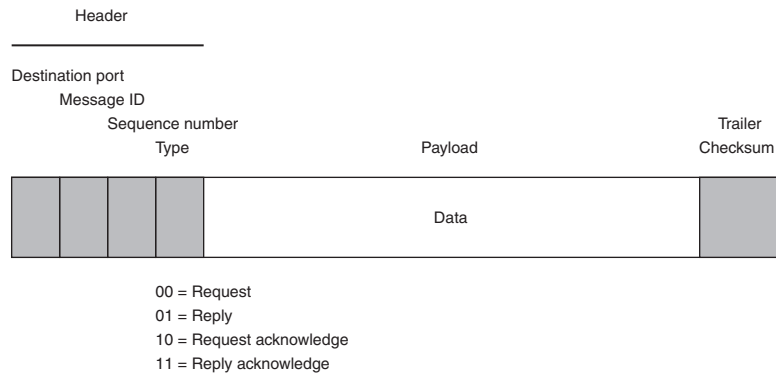 Header
Destination port
Message ID
Sequence number
Type
Payload
Trailer
Checksum
Data
00 = Request
01 = Reply
10 = Request acknowledge
11 = Reply acknowledge